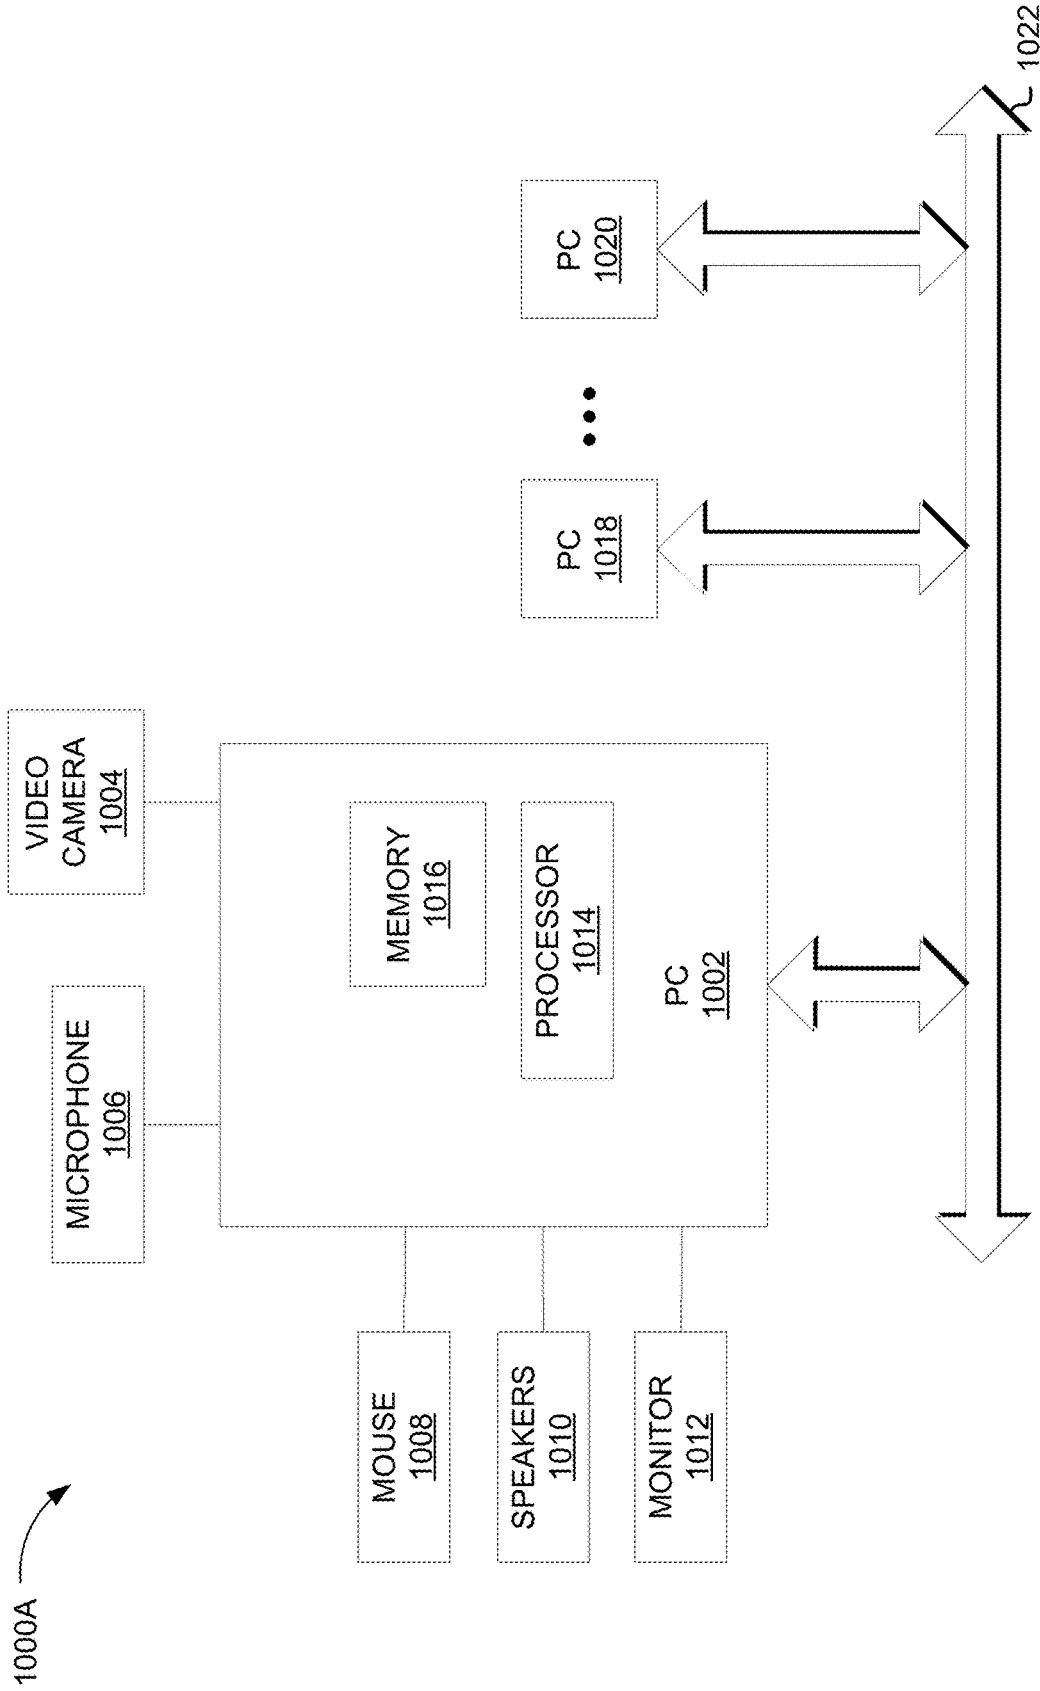 1000A
MICROPHONE
1006
VIDEO
CAMERA
1004
MOUSE
1008
SPEAKERS
1010
MONITOR
1012
MEMORY
1016
PROCESSOR
1014
PC
1002
PC
1018
PC
1020
1022